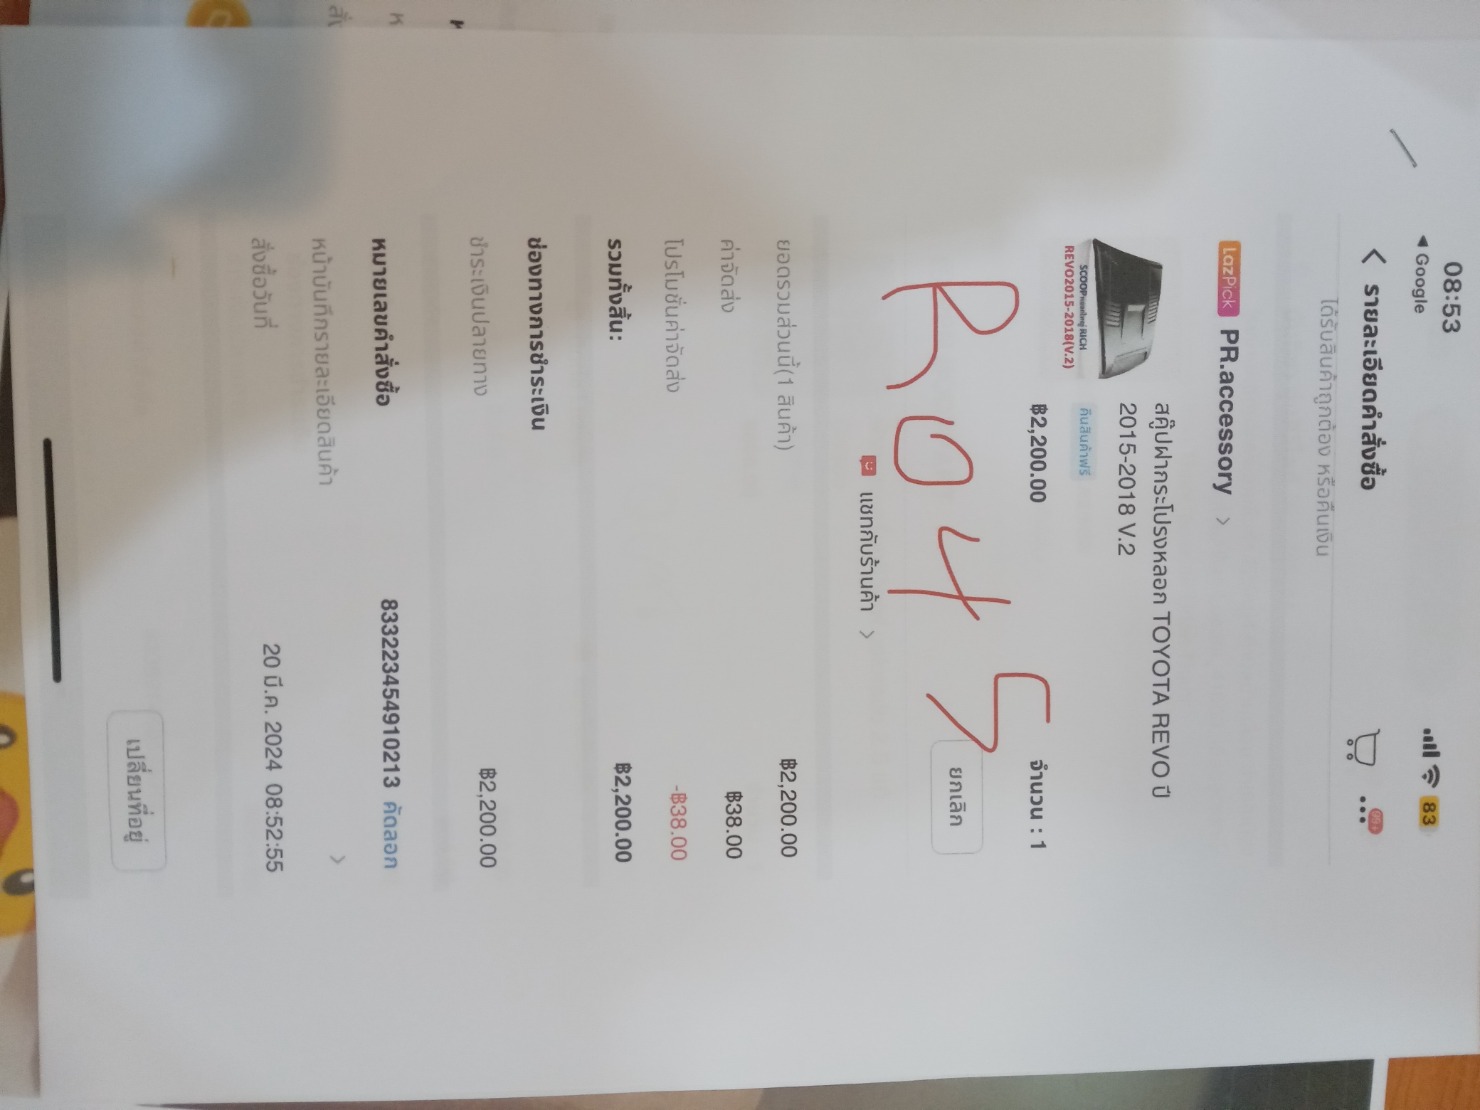 08:53
◀ Google
83
< รายละเอียดคำสั่งซื้อ
99+
ได้รับสินค้าถูกต้อง หรือคืนเงิน
LazPick PR.accessory >
สคู๊ปฝากระโปรงหลอก TOYOTA REVO ปี
2015-2018 V.2
SCOOP RICH
REVO2015-2018(V.2)
คืนสินค้าฟรี
฿2,200.00 จำนวน : 1
R045
ยกเลิก
แชทกับร้านค้า >
ยอดรวมส่วนนี้(1 สินค้า) ฿2,200.00
ค่าจัดส่ง ฿38.00
โปรโมชั่นค่าจัดส่ง -฿38.00
รวมทั้งสิ้น: ฿2,200.00
ช่องทางการชำระเงิน
ชำระเงินปลายทาง ฿2,200.00
หมายเลขคำสั่งซื้อ 833223454910213 คัดลอก
หน้าบันทึกรายละเอียดสินค้า >
สั่งซื้อวันที่ 20 มี.ค. 2024 08:52:55
เปลี่ยนที่อยู่